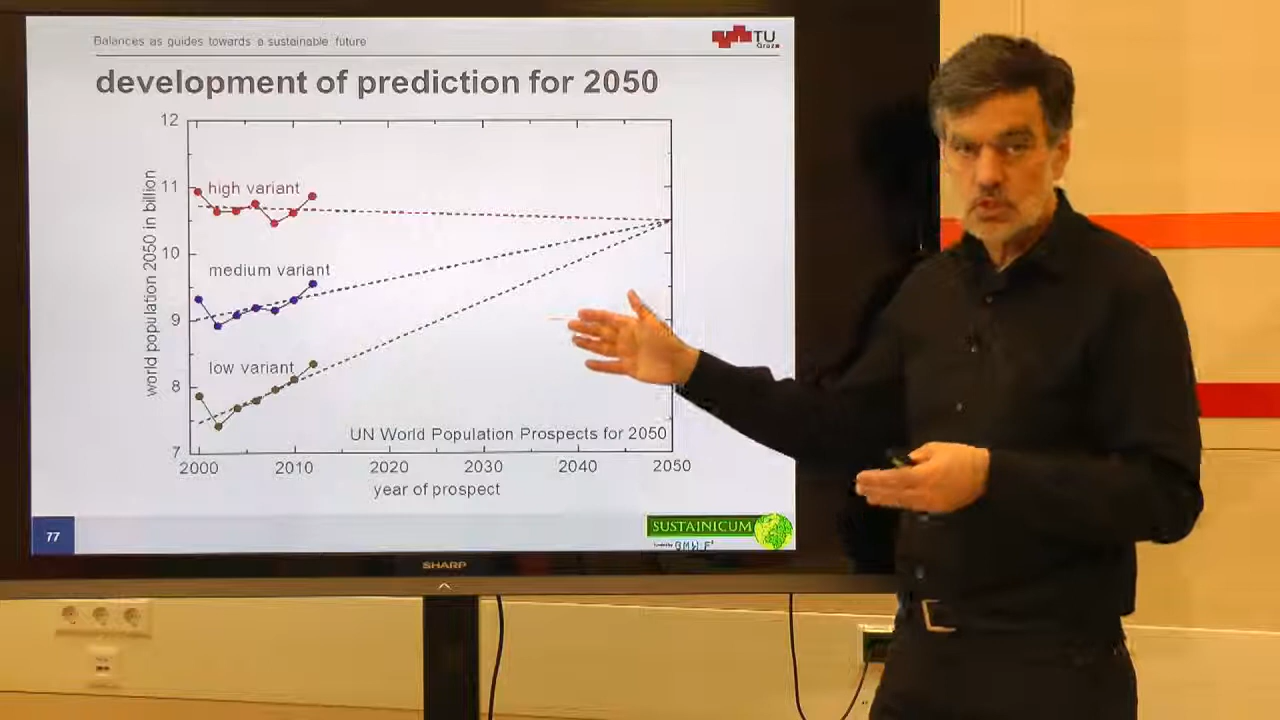 Balances as guides towards a sustainable future
TU
Graz
development of prediction for 2050
world population 2050 in billion
12
11
10
9
8
7
high variant
medium variant
low variant
UN World Population Prospects for 2050
2000 2010 2020 2030 2040 2050
year of prospect
77
SUSTAINICUM
SHARP